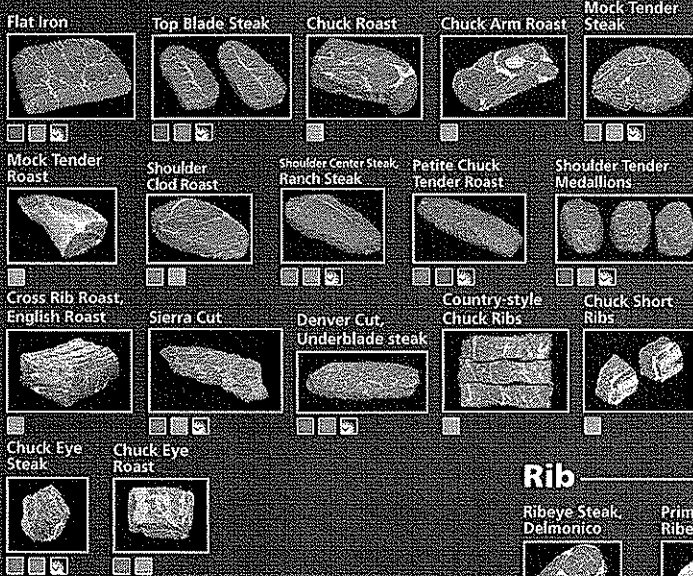 Flat Iron
Top Blade Steak
Chuck Roast
Chuck Arm Roast
Mock Tender
Steak
Mock Tender
Roast
Shoulder
Clod Roast
Shoulder Center Steak,
Ranch Steak
Petite Chuck
Tender Roast
Shoulder Tender
Medallions
Cross Rib Roast,
English Roast
Sierra Cut
Denver Cut,
Underblade steak
Country-style
Chuck Ribs
Chuck Short
Ribs
Chuck Eye
Steak
Chuck Eye
Roast
Rib
Ribeye Steak,
Delmonico
Prim
Ribe